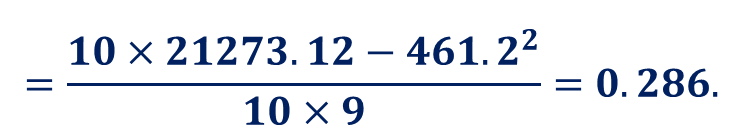 = (10 × 21273.12 − 461.2²) / (10 × 9) = 0.286.